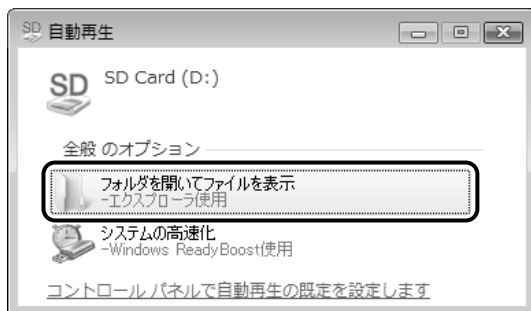 SD 自動再生
SD SD Card (D:)
全般 のオプション
フォルダを開いてファイルを表示
-エクスプローラ使用
システムの高速化
-Windows ReadyBoost使用
コントロール パネルで自動再生の既定を設定します